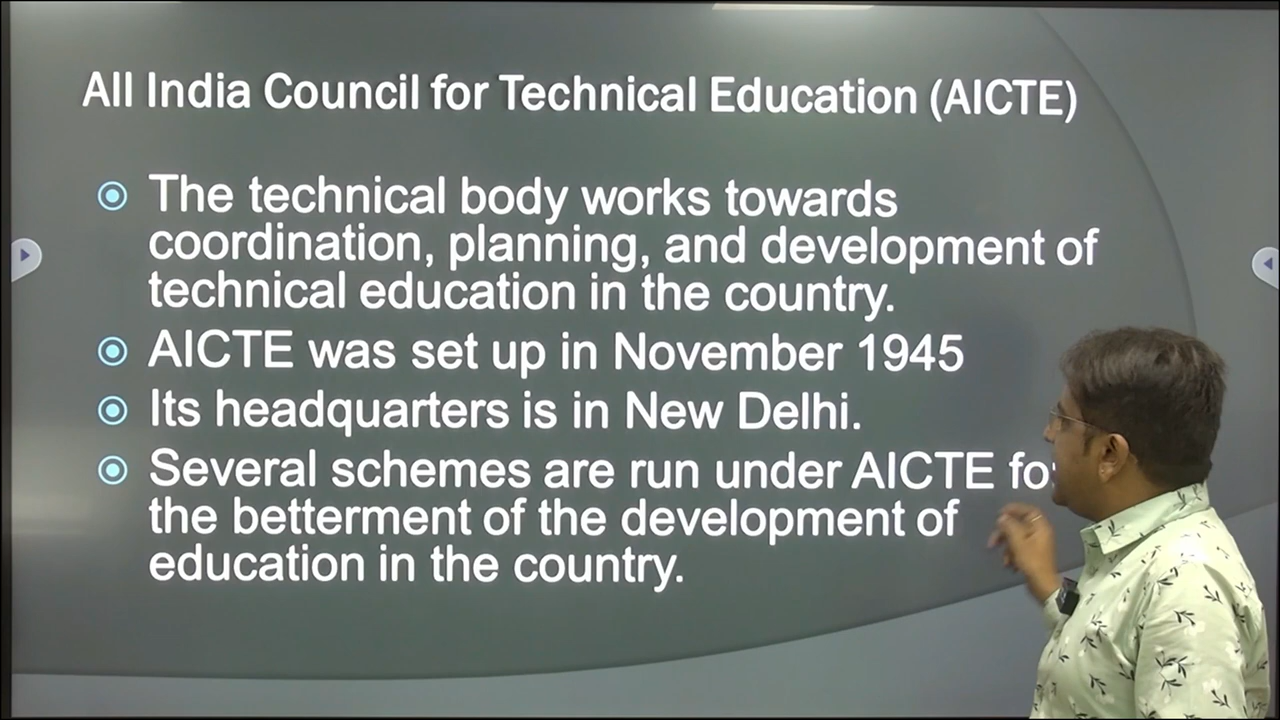 All India Council for Technical Education (AICTE)
The technical body works towards
coordination, planning, and development of
technical education in the country.
AICTE was set up in November 1945
Its headquarters is in New Delhi.
Several schemes are run under AICTE fo
the betterment of the development of
education in the country.